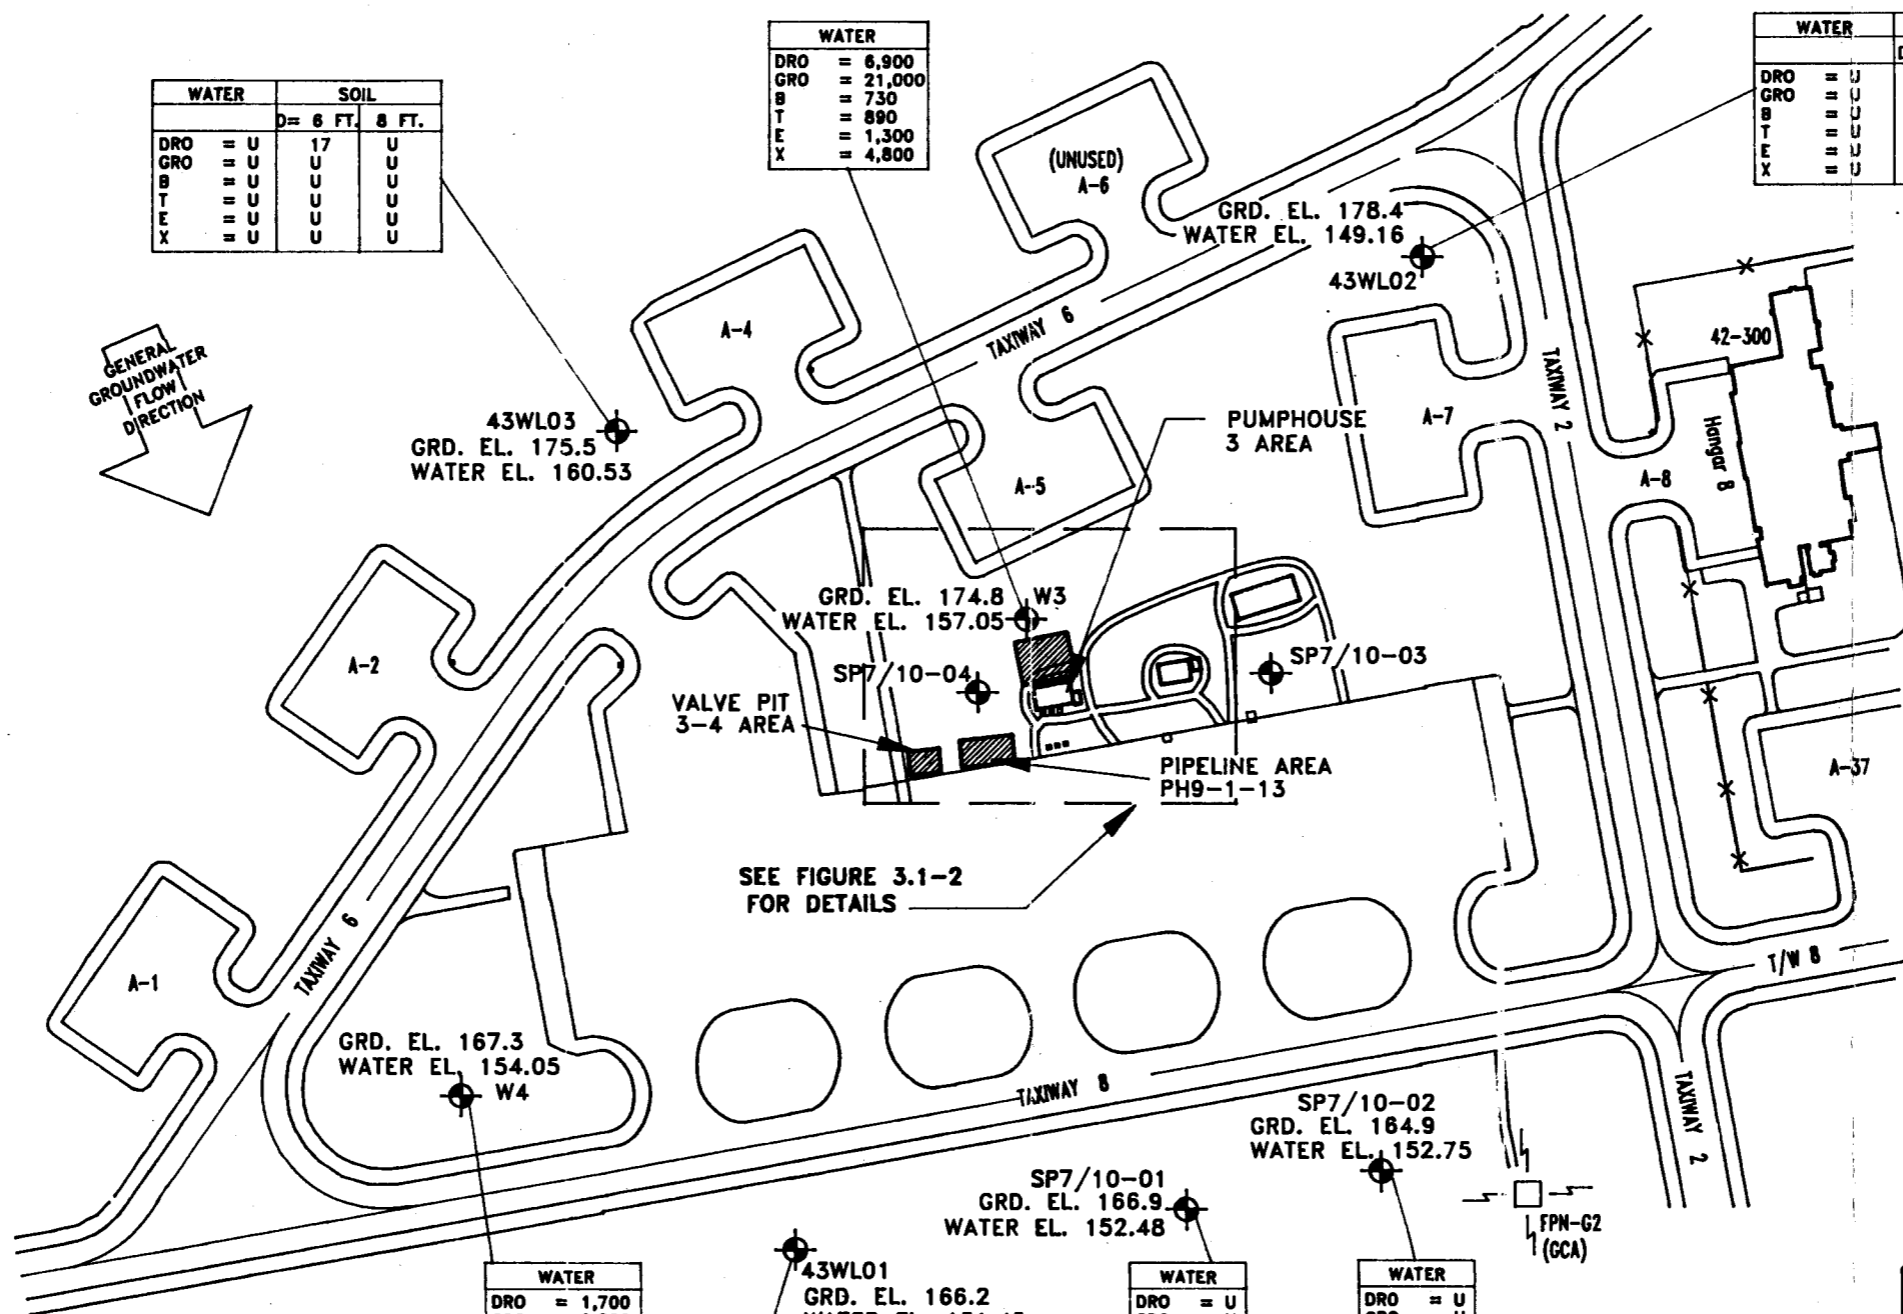 WATER
DRO = 6,900
GRO = 21,000
B = 730
T = 890
E = 1,300
X = 4,800
WATER
DRO = U
GRO = U
B = U
T = U
E = U
X = U
WATER SOIL
D= 6 FT. 8 FT.
DRO = U 17 U
GRO = U U U
B = U U U
T = U U U
E = U U U
X = U U U
(UNUSED)
A-6
GRD. EL. 178.4
WATER EL. 149.16
43WL02
A-4
TAXIWAY 6
GENERAL
GROUNDWATER
FLOW
DIRECTION
42-300
TAXIWAY 2
43WL03
GRD. EL. 175.5
WATER EL. 160.53
PUMPHOUSE
3 AREA
A-7
Hangar 8
A-8
A-5
GRD. EL. 174.8
WATER EL. 157.05
W3
A-2
SP7/10-04
SP7/10-03
VALVE PIT
3-4 AREA
PIPELINE AREA
PH9-1-13
A-37
SEE FIGURE 3.1-2
FOR DETAILS
TAXIWAY 6
A-1
T/W 8
GRD. EL. 167.3
WATER EL. 154.05
W4
TAXIWAY 8
TAXIWAY 2
SP7/10-02
GRD. EL. 164.9
WATER EL. 152.75
SP7/10-01
GRD. EL. 166.9
WATER EL. 152.48
FPN-G2
(GCA)
43WL01
GRD. EL. 166.2
WATER
DRO = 1,700
WATER
DRO = U
WATER
DRO = U